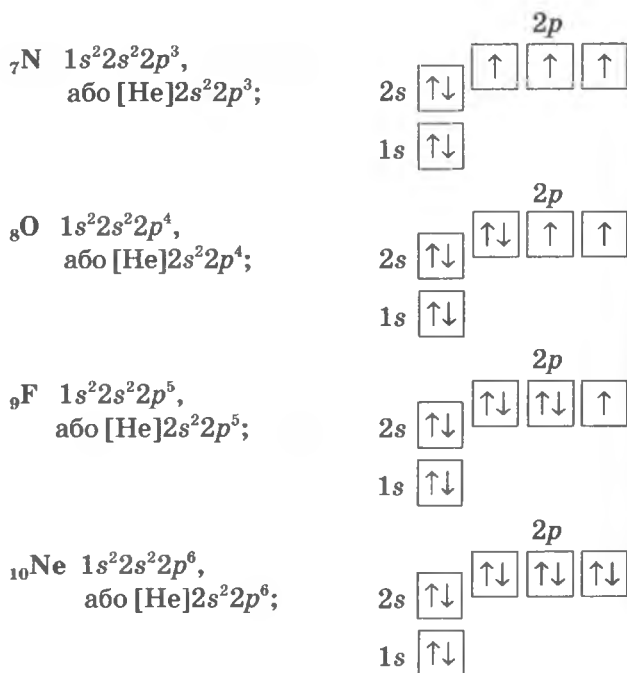 2p
₇N 1s²2s²2p³,
або [He]2s²2p³;
2s ↑↓ ↑ ↑ ↑
1s ↑↓
2p
₈O 1s²2s²2p⁴,
або [He]2s²2p⁴;
2s ↑↓ ↑↓ ↑ ↑
1s ↑↓
2p
₉F 1s²2s²2p⁵,
або [He]2s²2p⁵;
2s ↑↓ ↑↓ ↑↓ ↑
1s ↑↓
2p
₁₀Ne 1s²2s²2p⁶,
або [He]2s²2p⁶;
2s ↑↓ ↑↓ ↑↓ ↑↓
1s ↑↓